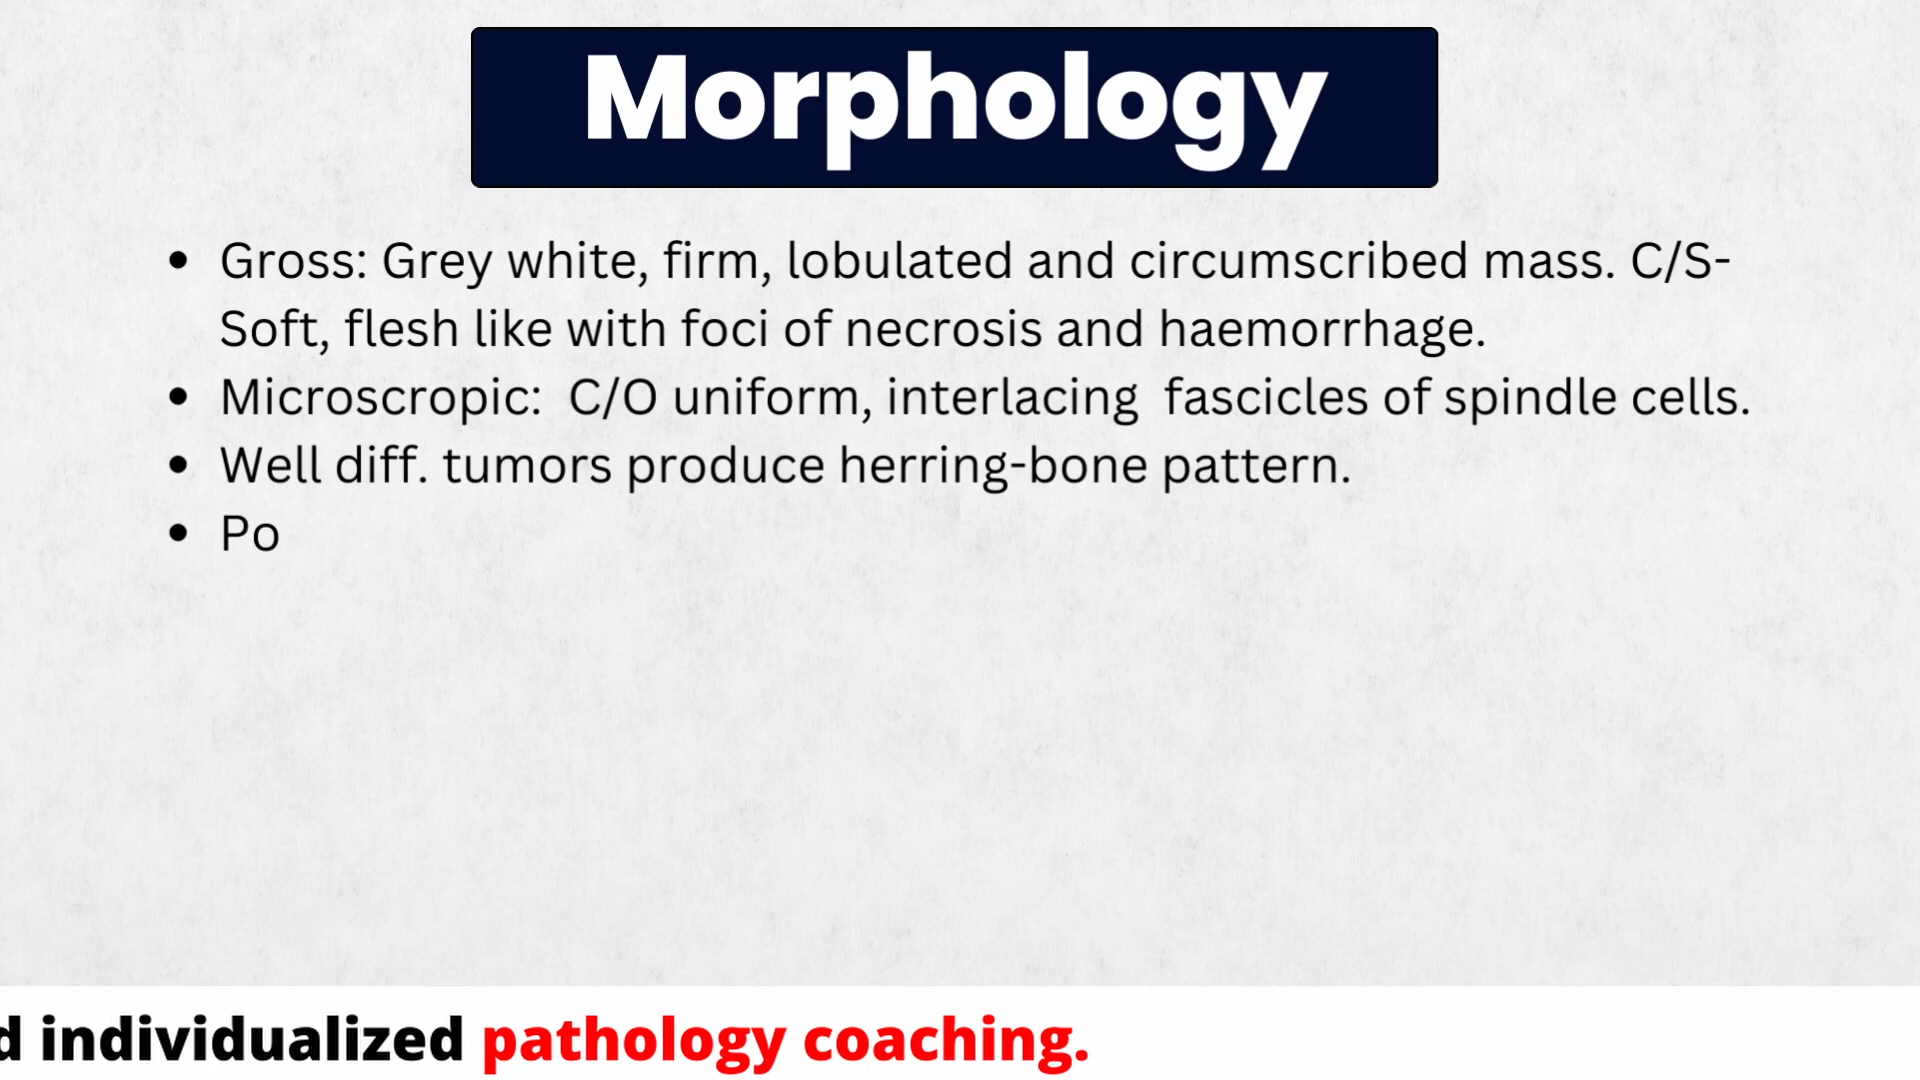 Morphology
• Gross: Grey white, firm, lobulated and circumscribed mass. C/S-
Soft, flesh like with foci of necrosis and haemorrhage.
• Microscropic:  C/O uniform, interlacing  fascicles of spindle cells.
• Well diff. tumors produce herring-bone pattern.
• Po
d individualized pathology coaching.